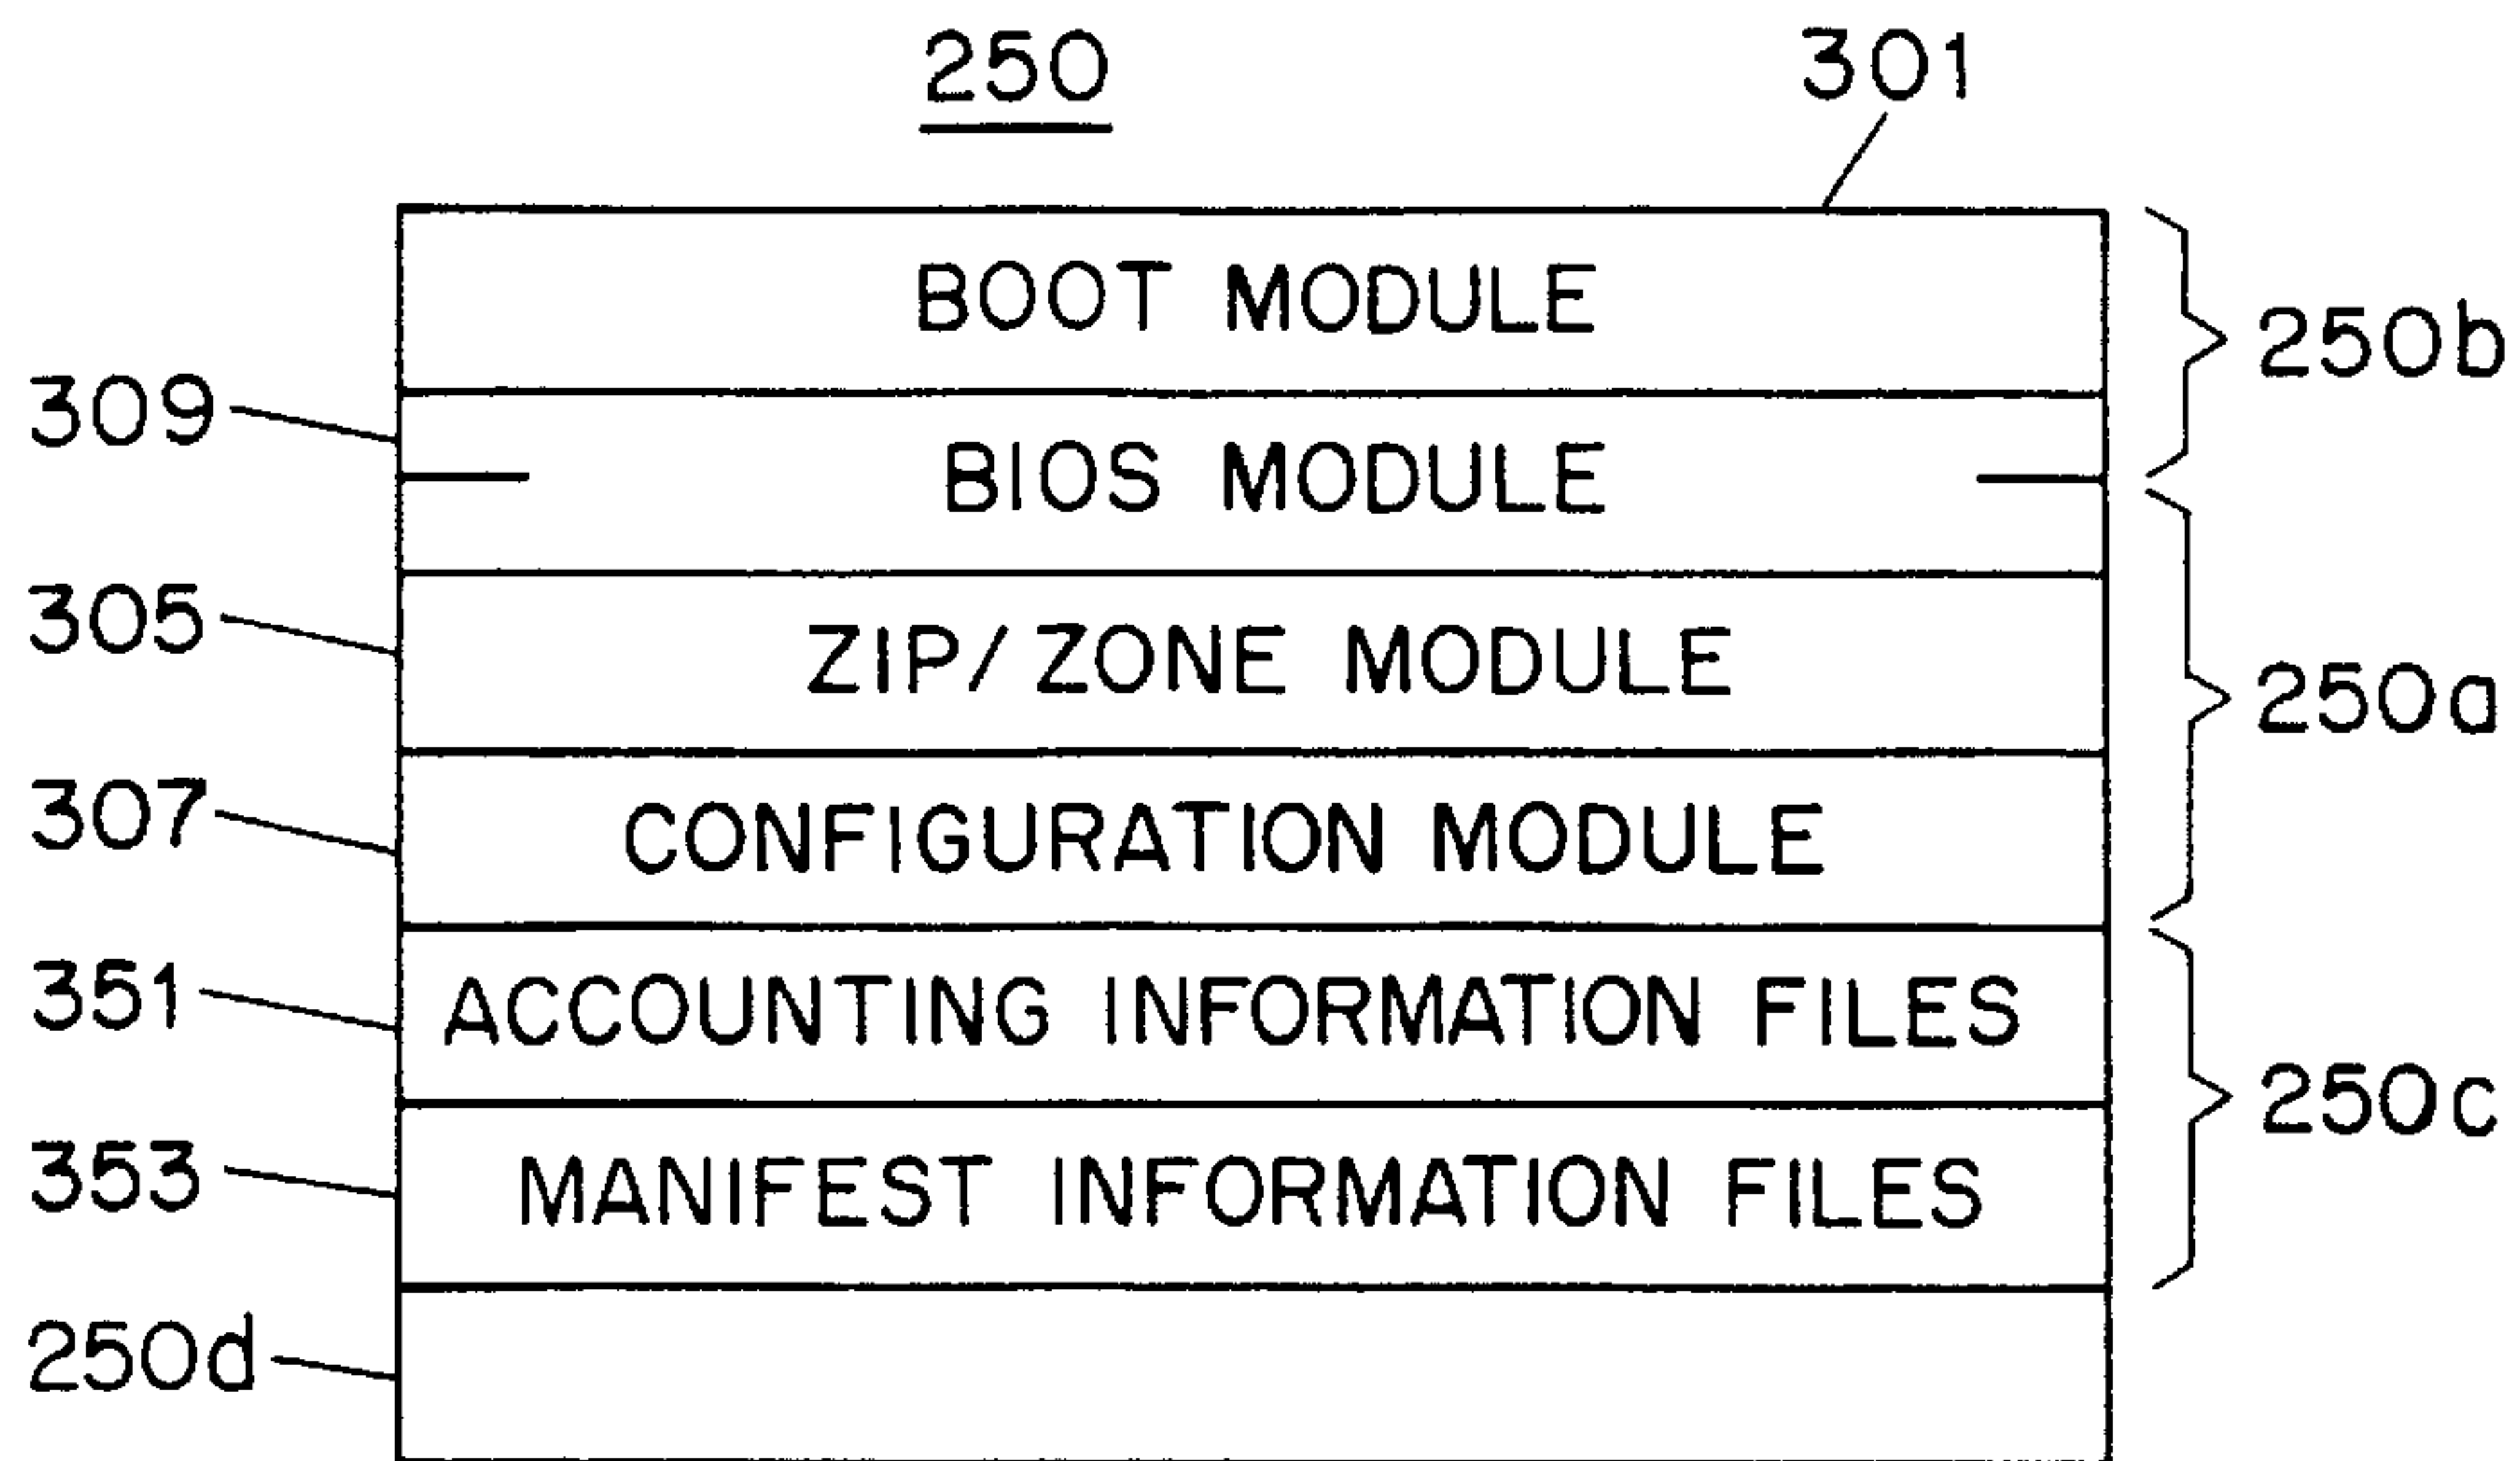 250
301
BOOT MODULE
250b
309
BIOS MODULE
305
ZIP/ZONE MODULE
250a
307
CONFIGURATION MODULE
351
ACCOUNTING INFORMATION FILES
250c
353
MANIFEST INFORMATION FILES
250d